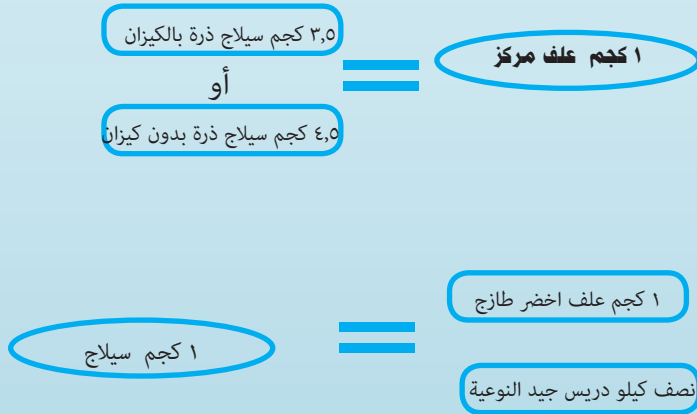 ١ كجم علف مركز
٣,٥ كجم سيلاج ذرة بالكيزان
أو
٤,٥ كجم سيلاج ذرة بدون كيزان
١ كجم علف اخضر طازج
١ كجم سيلاج
نصف كيلو دريس جيد النوعية